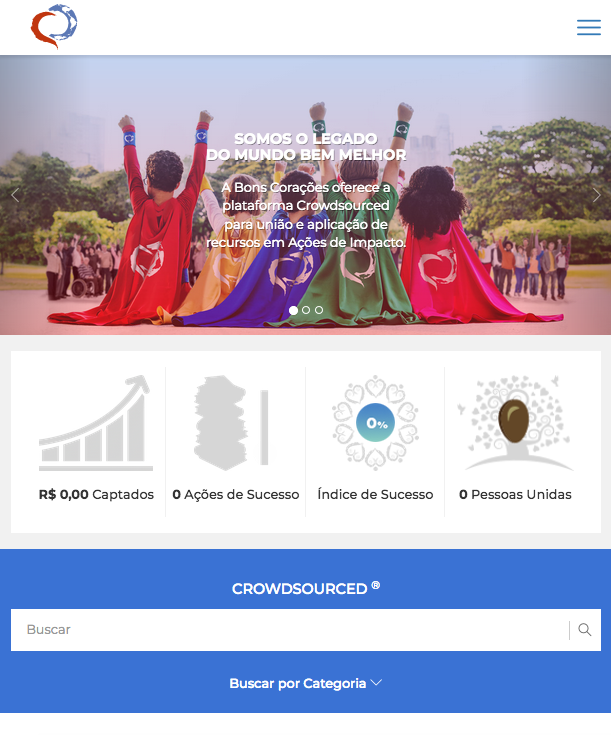 SOMOS O LEGADO
DO MUNDO BEM MELHOR
A Bons Corações oferece a
plataforma Crowdsourced
para união e aplicação de
recursos em Ações de Impacto.
0%
R$ 0,00 Captados
0 Ações de Sucesso
Índice de Sucesso
0 Pessoas Unidas
CROWDSOURCED ®
Buscar
Buscar por Categoria